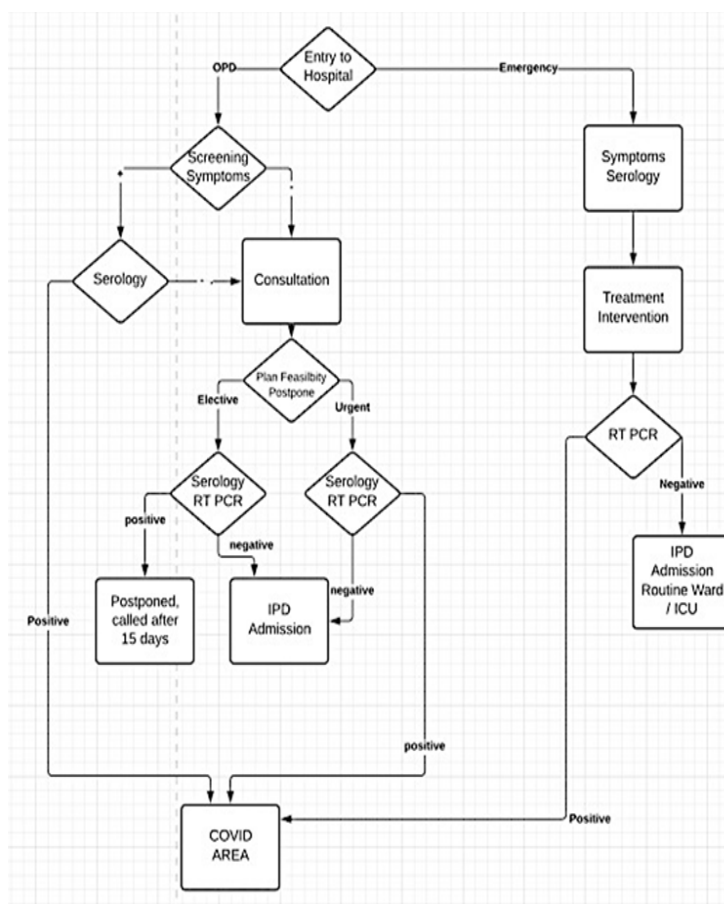 Entry to
Hospital
OPD
Emergency
Screening
Symptoms
Symptoms
Serology
+
-
Serology
- -
Consultation
Treatment
Intervention
Plan Feasilbity
Postpone
Elective
Urgent
RT PCR
Serology
RT PCR
Serology
RT PCR
Negative
positive
negative
negative
IPD
Admission
Routine Ward
/ ICU
Postponed,
called after
15 days
IPD
Admission
Positive
positive
Positive
COVID
AREA